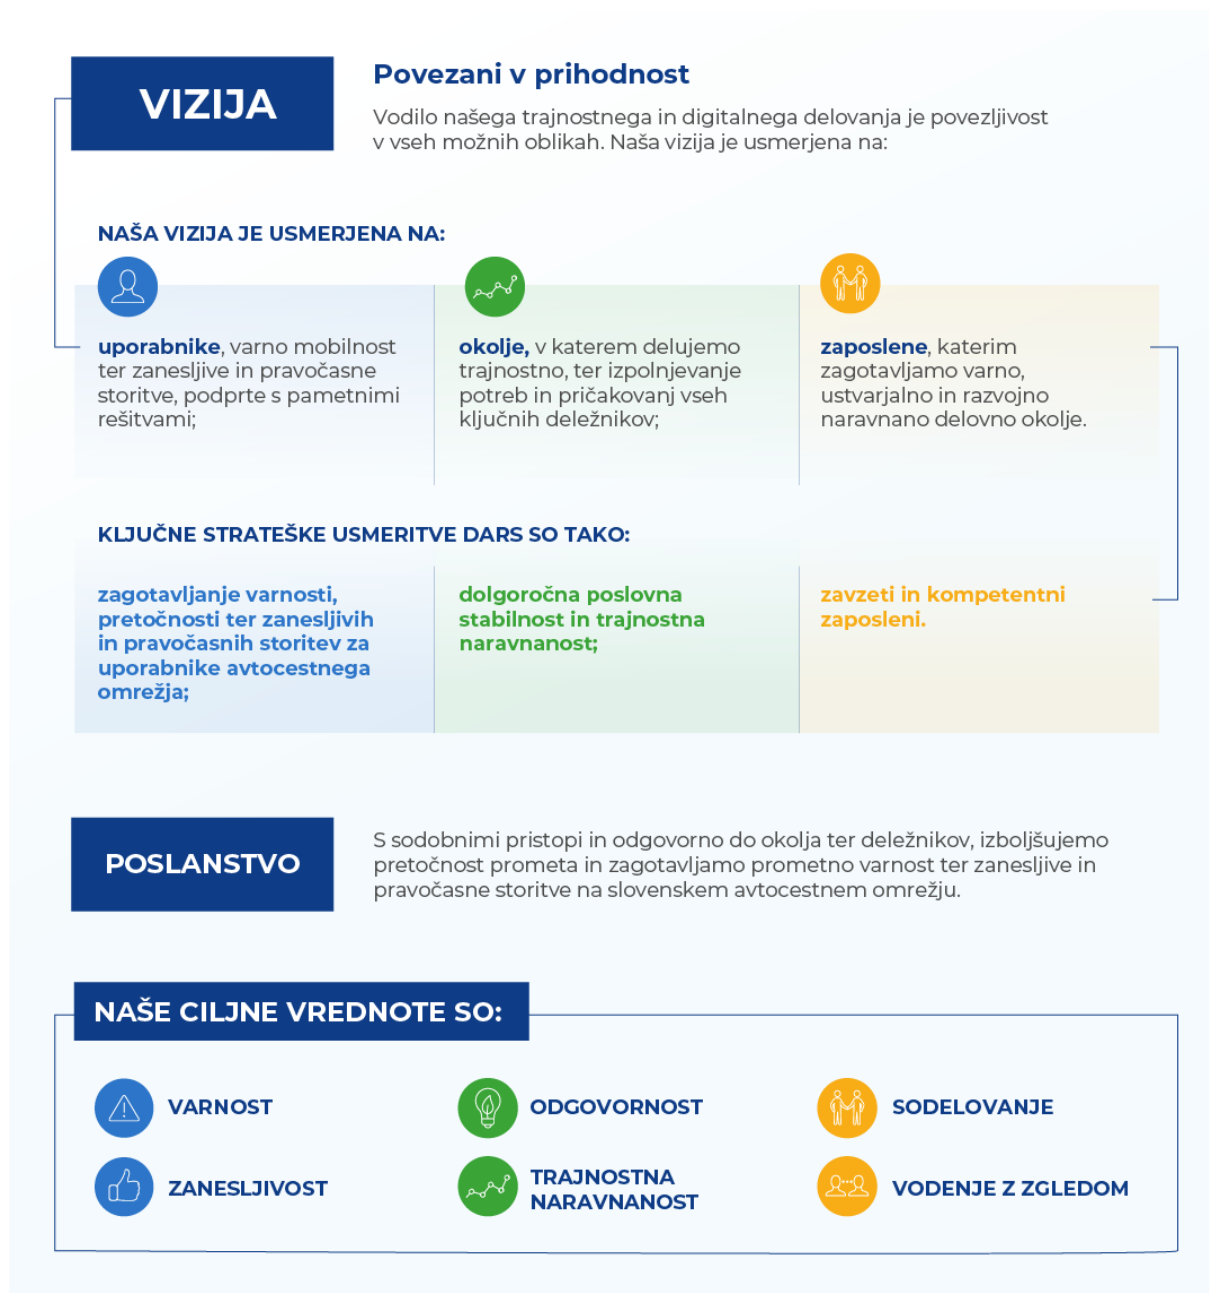 VIZIJA
Povezani v prihodnost
Vodilo našega trajnostnega in digitalnega delovanja je povezljivost
v vseh možnih oblikah. Naša vizija je usmerjena na:
NAŠA VIZIJA JE USMERJENA NA:
uporabnike, varno mobilnost
ter zanesljive in pravočasne
storitve, podprte s pametnimi
rešitvami;
okolje, v katerem delujemo
trajnostno, ter izpolnjevanje
potreb in pričakovanj vseh
ključnih deležnikov;
zaposlene, katerim
zagotavljamo varno,
ustvarjalno in razvojno
naravnano delovno okolje.
KLJUČNE STRATEŠKE USMERITVE DARS SO TAKO:
zagotavljanje varnosti,
pretočnosti ter zanesljivih
in pravočasnih storitev za
uporabnike avtocestnega
omrežja;
dolgoročna poslovna
stabilnost in trajnostna
naravnanost;
zavzeti in kompetentni
zaposleni.
POSLANSTVO
S sodobnimi pristopi in odgovorno do okolja ter deležnikov, izboljšujemo
pretočnost prometa in zagotavljamo prometno varnost ter zanesljive in
pravočasne storitve na slovenskem avtocestnem omrežju.
NAŠE CILJNE VREDNOTE SO:
VARNOST
ODGOVORNOST
SODELOVANJE
ZANESLJIVOST
TRAJNOSTNA
NARAVNANOST
VODENJE Z ZGLEDOM